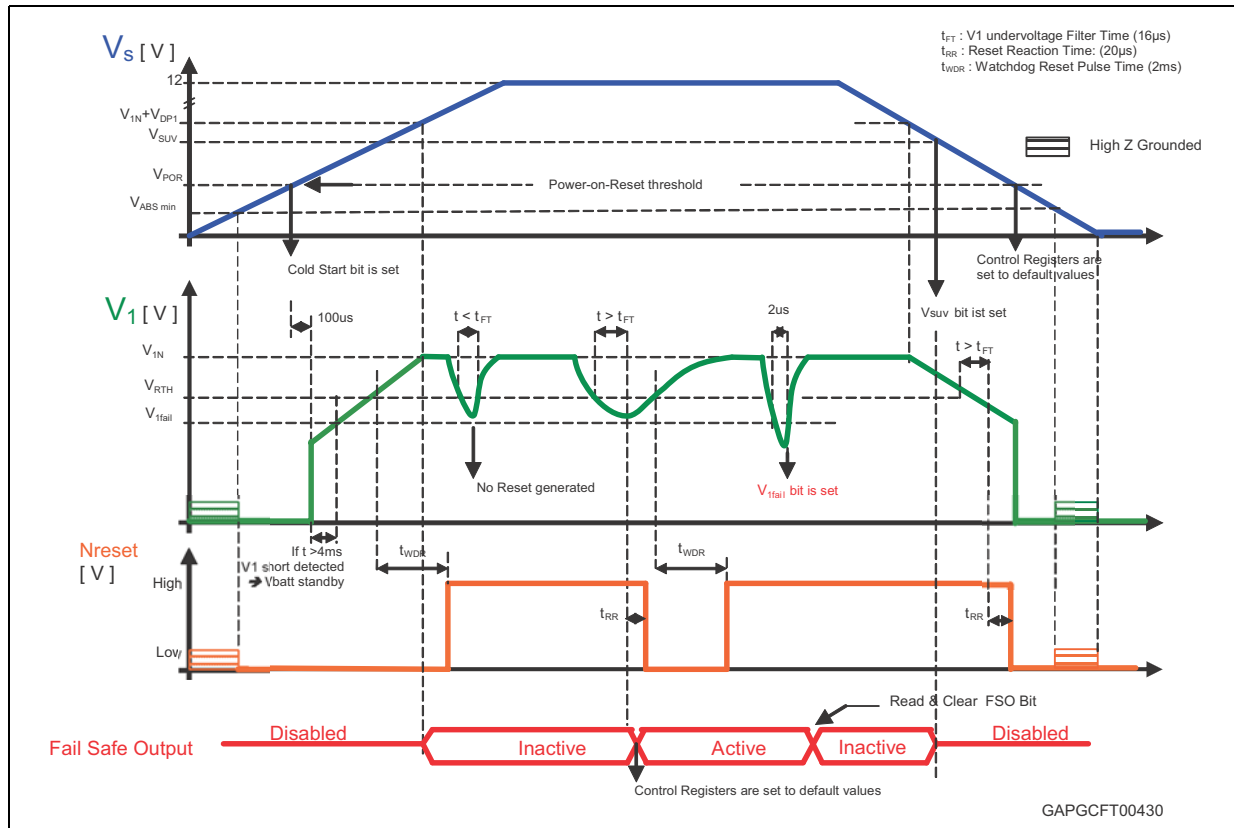 tFT : V1 undervoltage Filter Time (16µs)
tRR : Reset Reaction Time: (20µs)
tWDR : Watchdog Reset Pulse Time (2ms)
Vs [ V ]
12
V1N+VDP1
VSUV
VPOR
VABS min
Power-on-Reset threshold
High Z Grounded
Cold Start bit is set
Control Registers are
set to default values
Vsuv bit ist set
V1 [ V ]
100us
t < tFT
t > tFT
2us
t > tFT
V1N
VRTH
V1fail
No Reset generated
V1fail bit is set
If t >4ms
V1 short detected
➔ Vbatt standby
Nreset
[ V ]
High
Low
tWDR
tRR
tWDR
tRR
Read & Clear FSO Bit
Fail Safe Output
Disabled
Inactive
Active
Inactive
Disabled
Control Registers are set to default values
GAPGCFT00430